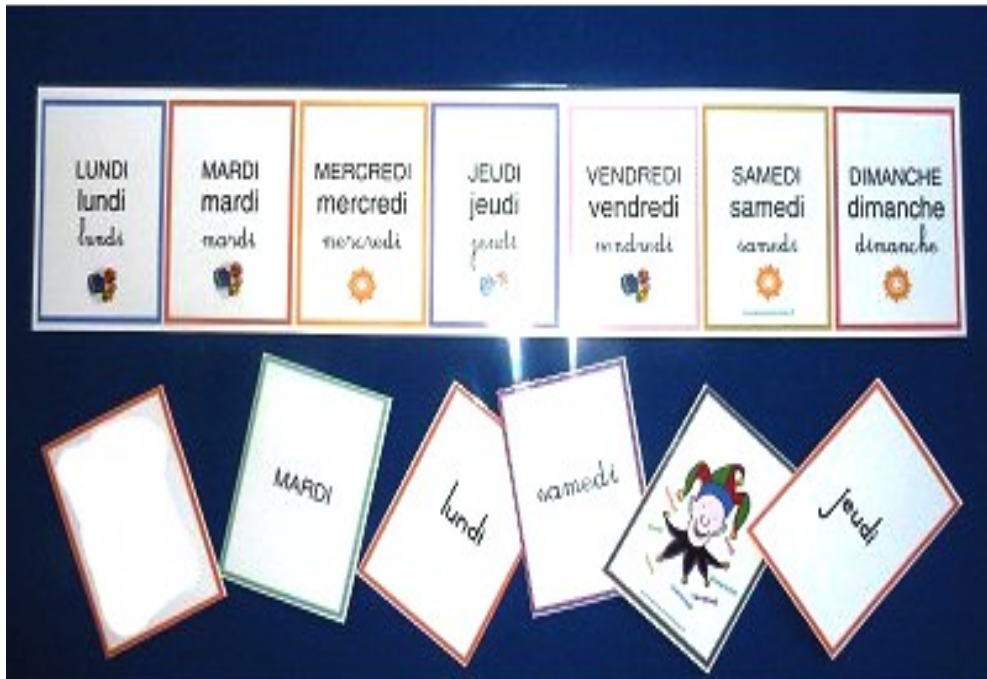 LUNDI
lundi
lundi
MARDI
mardi
mardi
MERCREDI
mercredi
mercredi
JEUDI
jeudi
jeudi
VENDREDI
vendredi
vendredi
SAMEDI
samedi
samedi
DIMANCHE
dimanche
dimanche
MARDI
lundi
samedi
jeudi